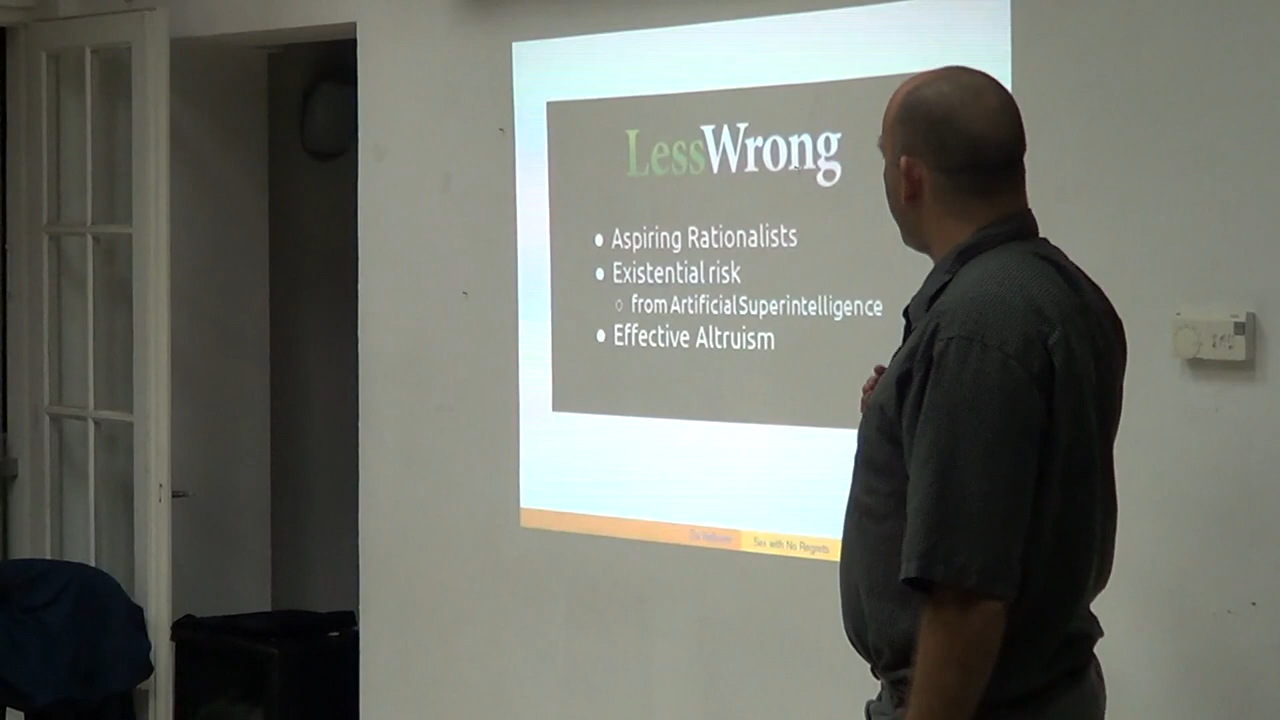 LessWrong
• Aspiring Rationalists
• Existential risk
○ from Artificial Superintelligence
• Effective Altruism
Sex with No Regrets